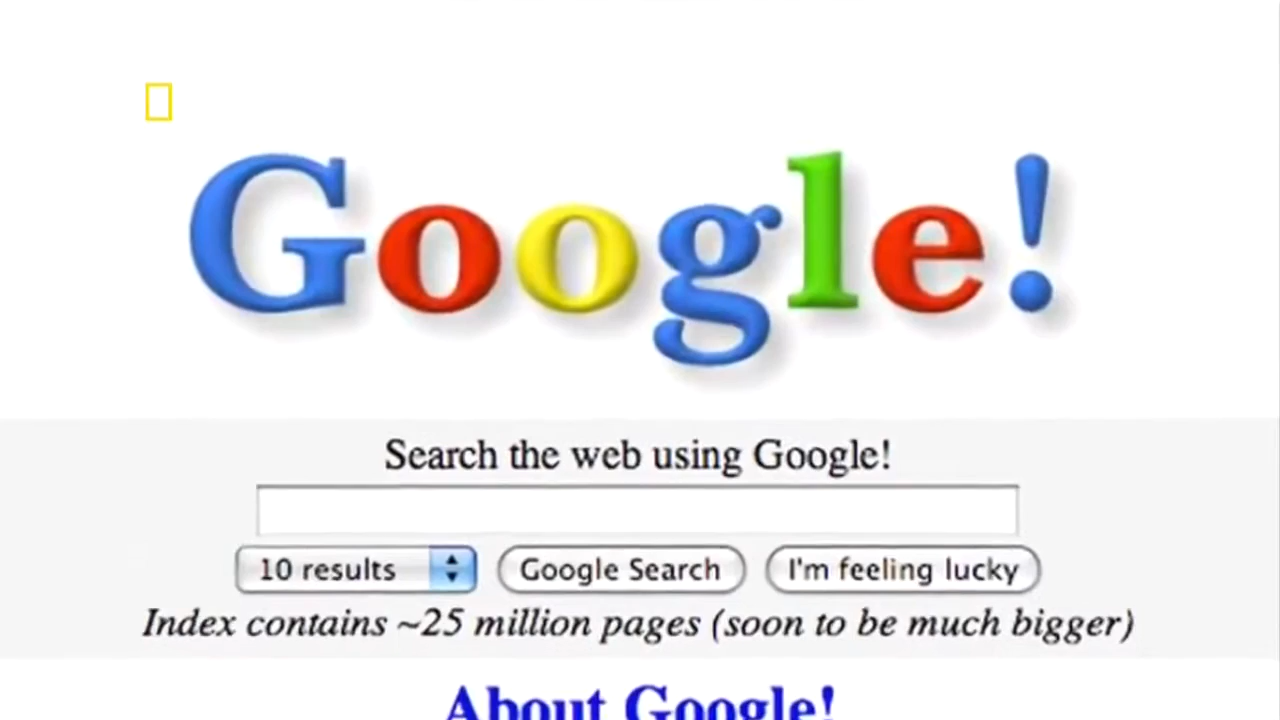 Google!
Search the web using Google!
10 results
Google Search
I'm feeling lucky
Index contains ~25 million pages (soon to be much bigger)
About Google!